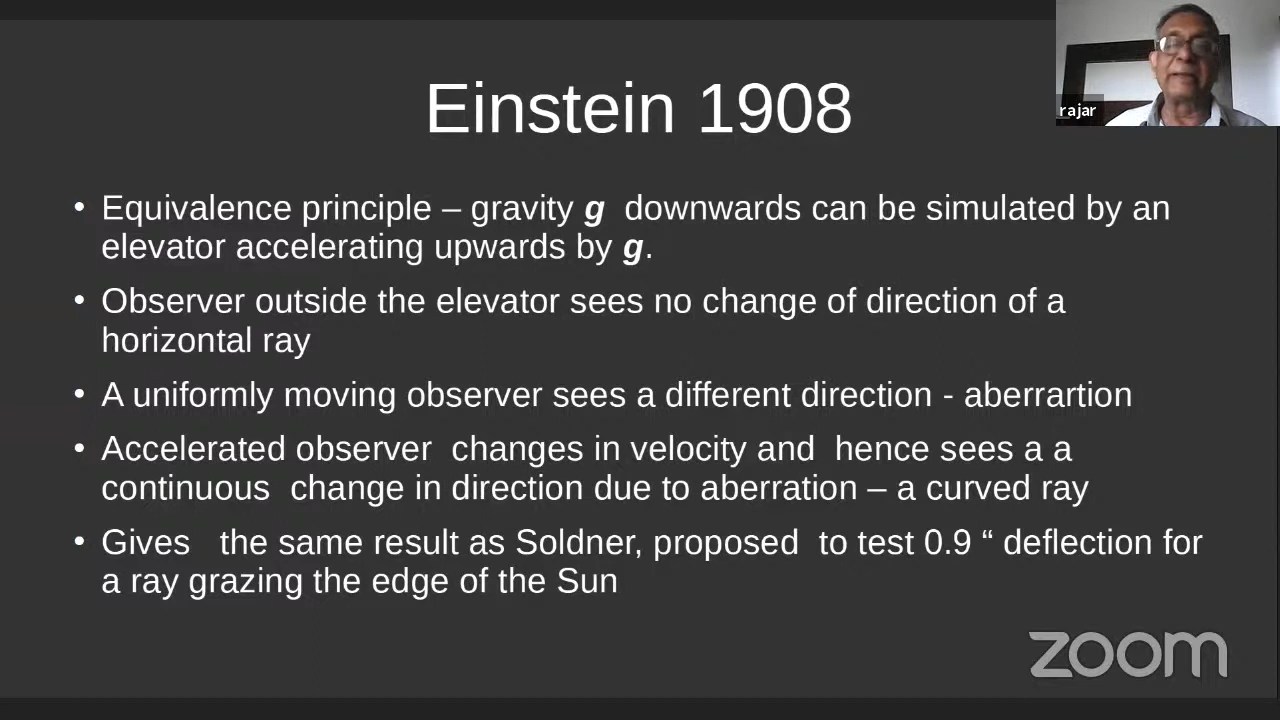 Einstein 1908
rajar
• Equivalence principle – gravity g downwards can be simulated by an
elevator accelerating upwards by g.
• Observer outside the elevator sees no change of direction of a
horizontal ray
• A uniformly moving observer sees a different direction - aberrartion
• Accelerated observer changes in velocity and hence sees a a
continuous change in direction due to aberration – a curved ray
• Gives the same result as Soldner, proposed to test 0.9 “ deflection for
a ray grazing the edge of the Sun
zoom